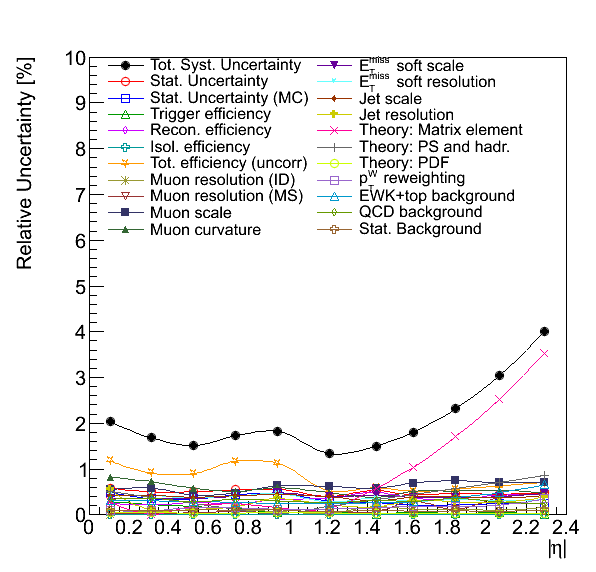 Relative Uncertainty [%]
10
9
8
7
6
5
4
3
2
1
0
Tot. Syst. Uncertainty
Stat. Uncertainty
Stat. Uncertainty (MC)
Trigger efficiency
Recon. efficiency
Isol. efficiency
Tot. efficiency (uncorr)
Muon resolution (ID)
Muon resolution (MS)
Muon scale
Muon curvature
E_T^miss soft scale
E_T^miss soft resolution
Jet scale
Jet resolution
Theory: Matrix element
Theory: PS and hadr.
Theory: PDF
p_T^W reweighting
EWK+top background
QCD background
Stat. Background
0 0.2 0.4 0.6 0.8 1 1.2 1.4 1.6 1.8 2 2.2 2.4
|η|